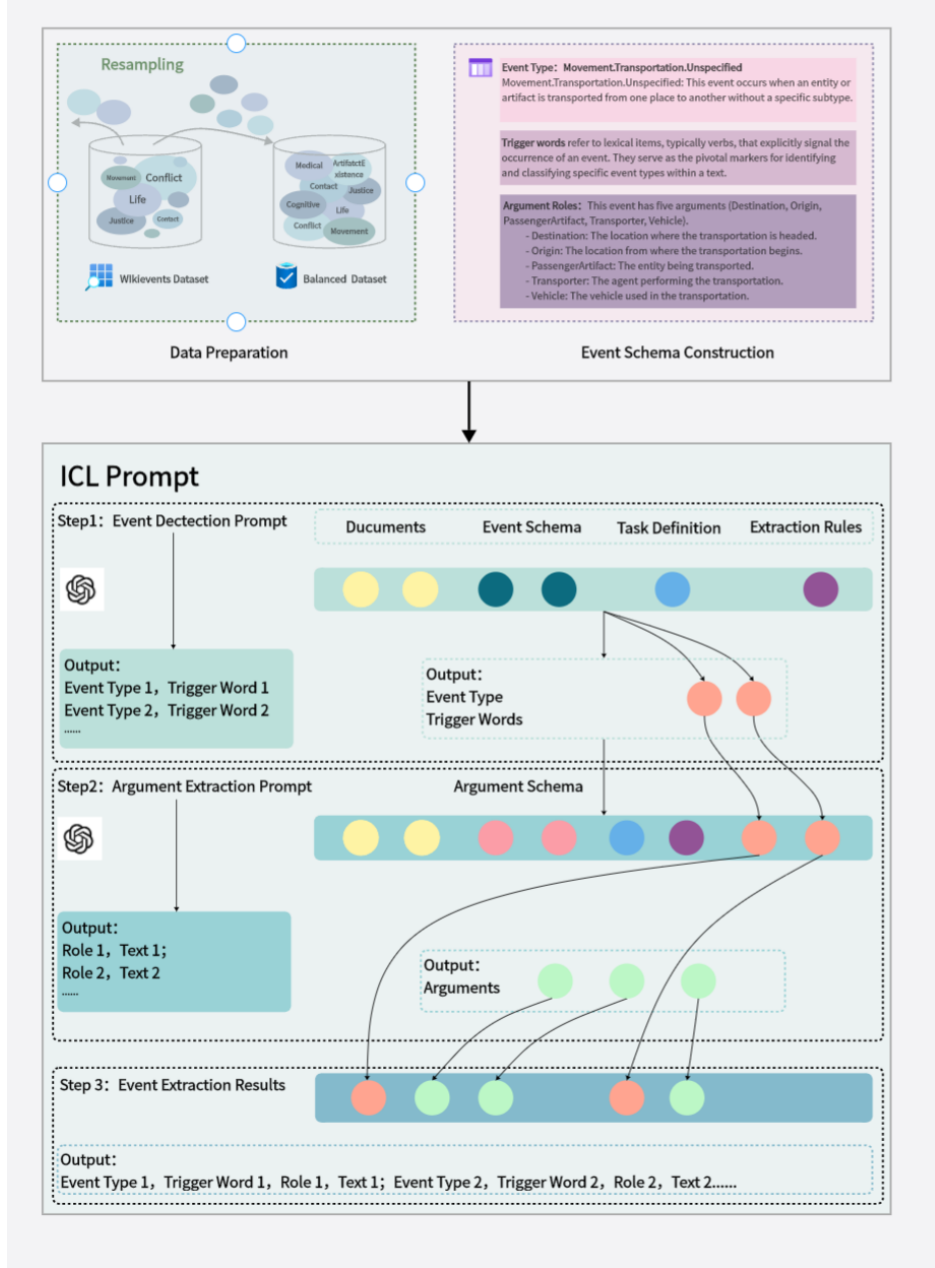 Resampling
Movement
Conflict
Life
Justice
Contact
Medical
ArtifatctE
xistence
Contact
Justice
Cognitive
Life
Conflict
Movement
Wikievents Dataset
Balanced Dataset
Data Preparation
Event Type: Movement.Transportation.Unspecified
Movement.Transportation.Unspecified: This event occurs when an entity or
artifact is transported from one place to another without a specific subtype.
Trigger words refer to lexical items, typically verbs, that explicitly signal the
occurrence of an event. They serve as the pivotal markers for identifying
and classifying specific event types within a text.
Argument Roles: This event has five arguments (Destination, Origin,
PassengerArtifact, Transporter, Vehicle).
- Destination: The location where the transportation is headed.
- Origin: The location from where the transportation begins.
- PassengerArtifact: The entity being transported.
- Transporter: The agent performing the transportation.
- Vehicle: The vehicle used in the transportation.
Event Schema Construction
ICL Prompt
Step1: Event Dectection Prompt
Ducuments
Event Schema
Task Definition
Extraction Rules
Output:
Event Type 1, Trigger Word 1
Event Type 2, Trigger Word 2
......
Output:
Event Type
Trigger Words
Step2: Argument Extraction Prompt
Argument Schema
Output:
Role 1, Text 1;
Role 2, Text 2
......
Output:
Arguments
Step 3: Event Extraction Results
Output:
Event Type 1, Trigger Word 1, Role 1, Text 1; Event Type 2, Trigger Word 2, Role 2, Text 2......